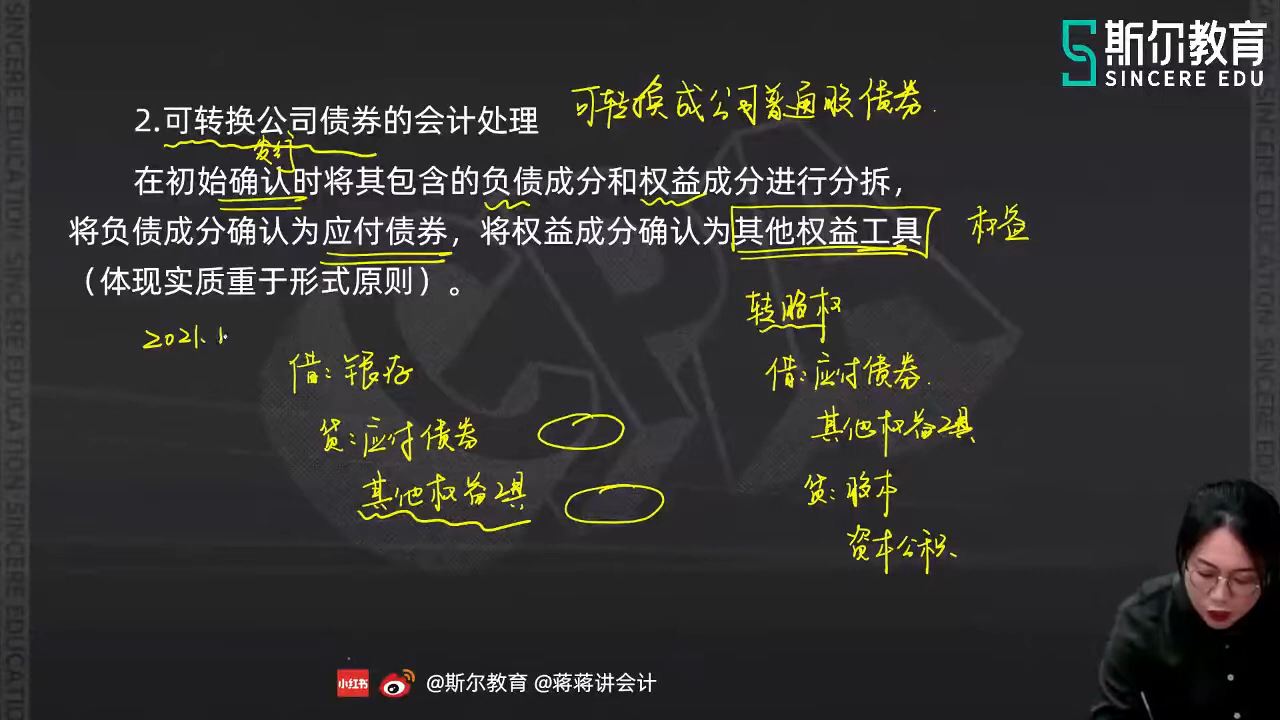 斯尔教育
SINCERE EDU
可转换成公司普通股债券.
2.可转换公司债券的会计处理
发行
在初始确认时将其包含的负债成分和权益成分进行分拆，
将负债成分确认为应付债券，将权益成分确认为其他权益工具
权益
（体现实质重于形式原则）。
转股权
2021.1
借：银存
借：应付债券.
贷：应付债券
其他权益工具
其他权益工具
贷：股本
资本公积、
小红书
@斯尔教育 @蒋蒋讲会计
SINCERE EDUCATION